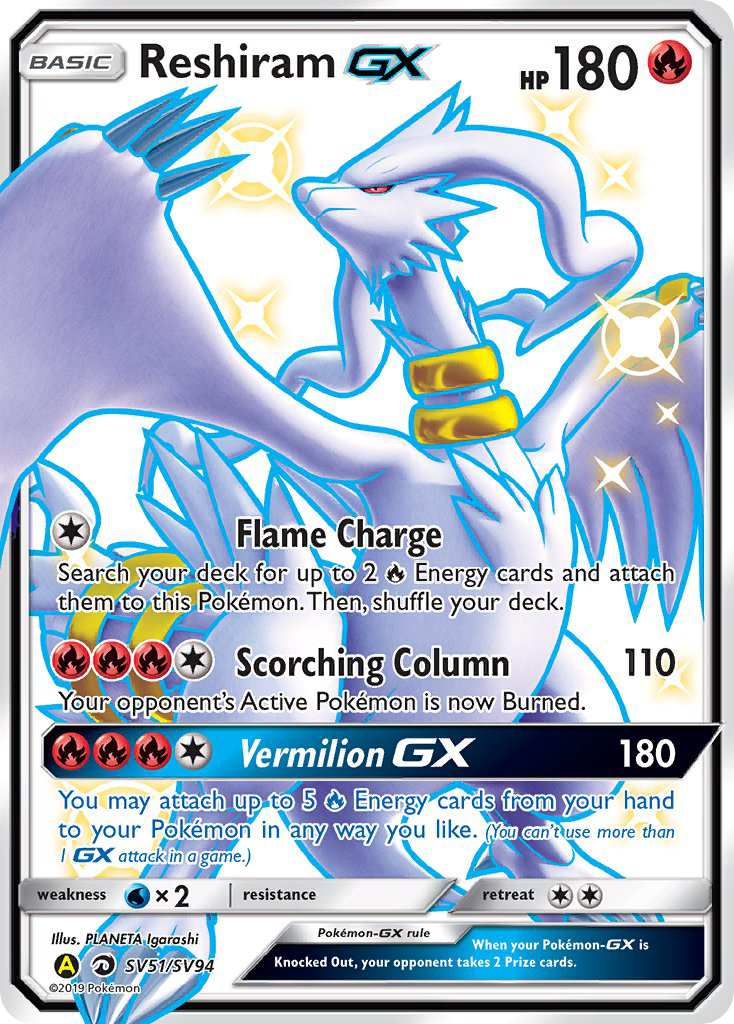 BASIC Reshiram GX HP 180
Flame Charge
Search your deck for up to 2 Energy cards and attach
them to this Pokémon. Then, shuffle your deck.
Scorching Column 110
Your opponent's Active Pokémon is now Burned.
Vermilion GX 180
You may attach up to 5 Energy cards from your hand
to your Pokémon in any way you like. (You can't use more than
1 GX attack in a game.)
weakness × 2 resistance retreat
Illus. PLANETA Igarashi
Pokémon-GX rule
When your Pokémon-GX is
Knocked Out, your opponent takes 2 Prize cards.
A SV51/SV94
©2019 Pokémon